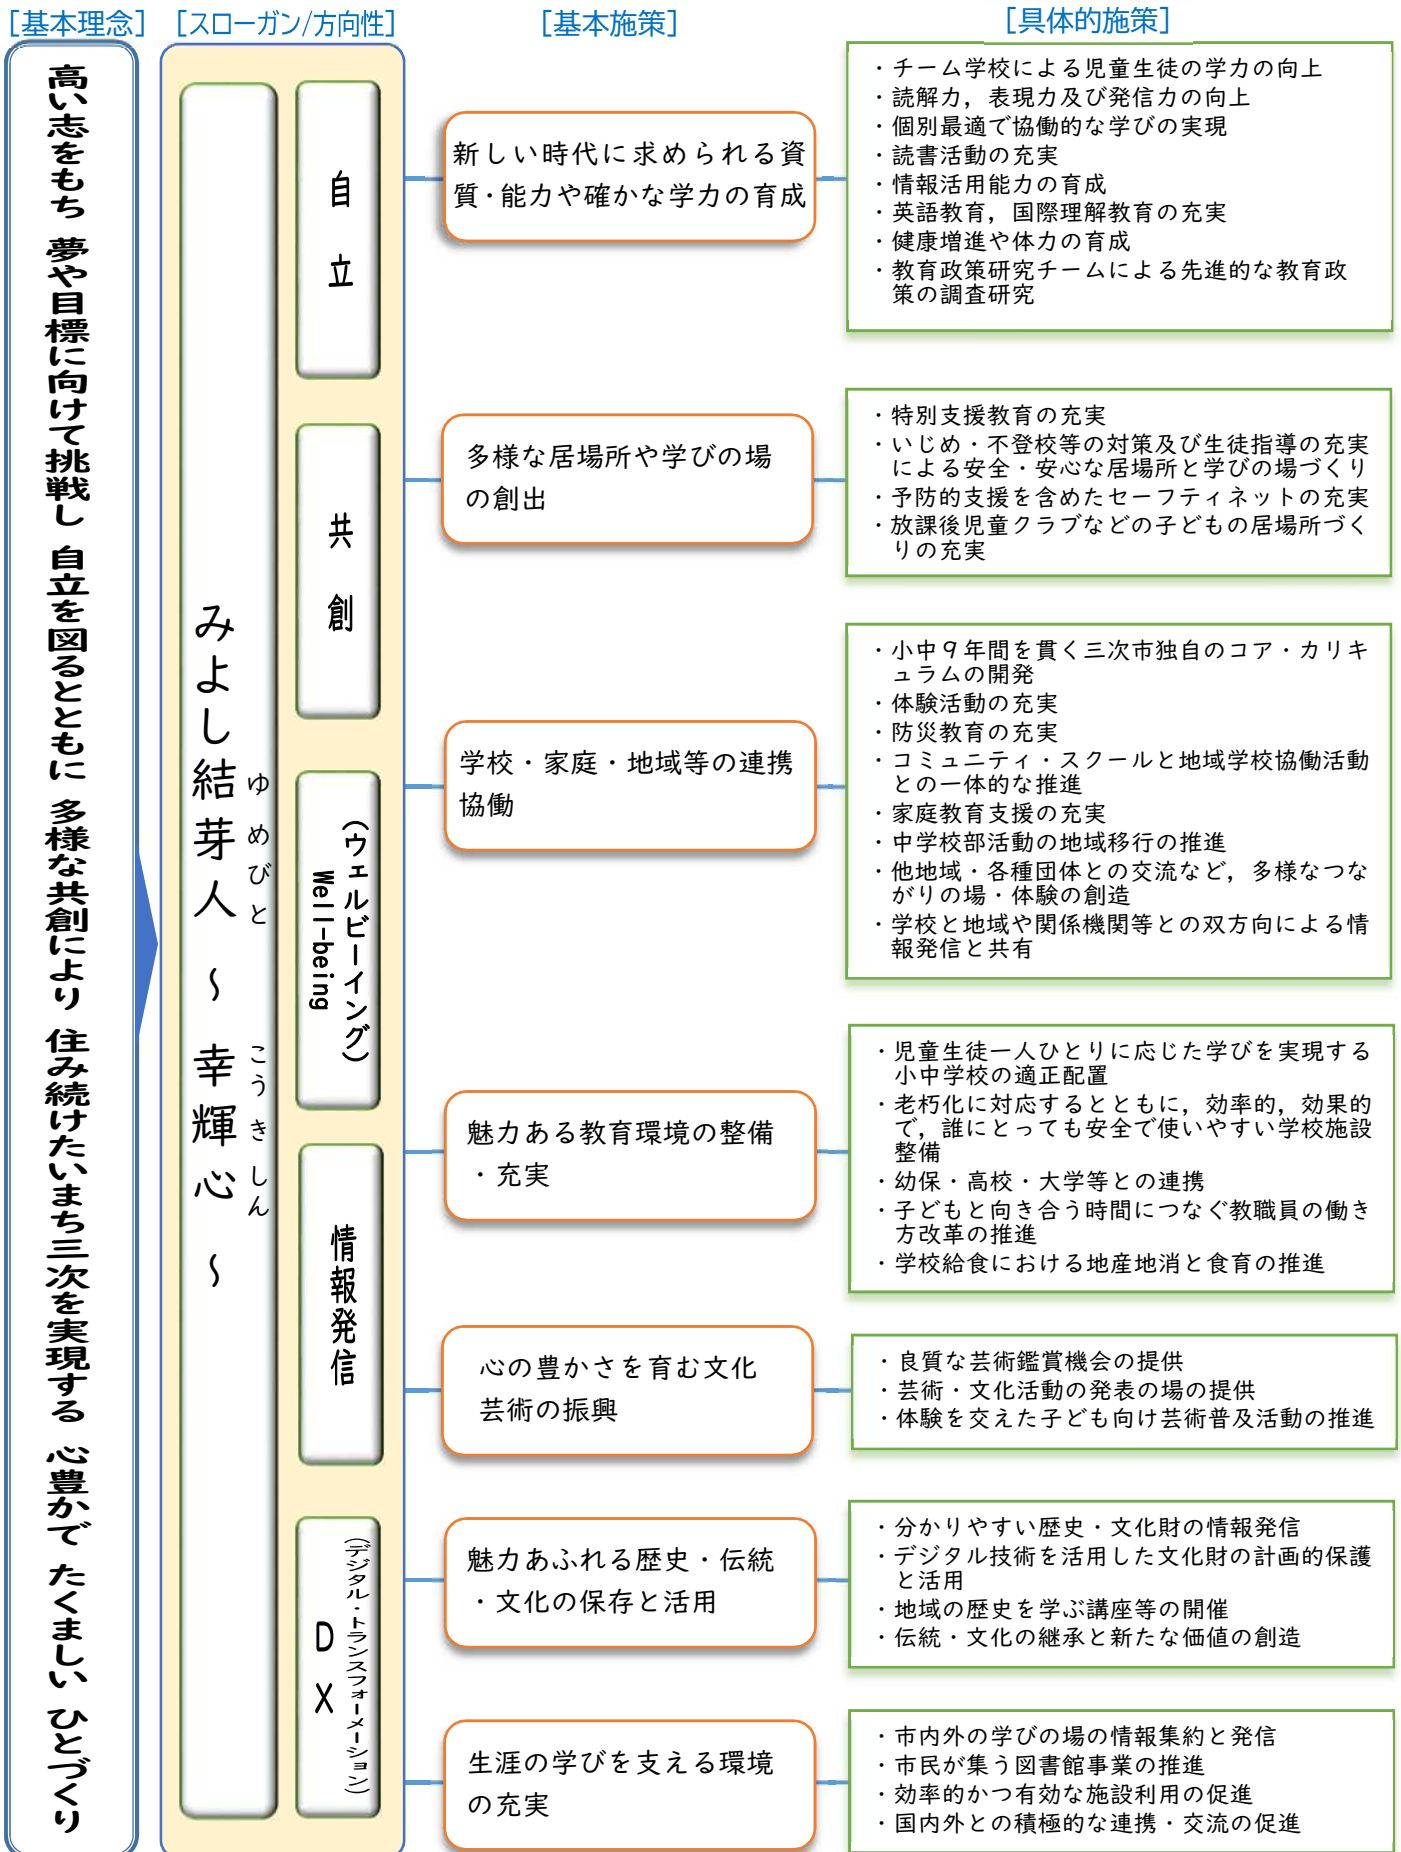 [基本理念]
[スローガン/方向性]
[基本施策]
[具体的施策]
高い志をもち 夢や目標に向けて挑戦し 自立を図るとともに 多様な共創により 住み続けたいまち三次を実現する 心豊かで たくましい ひとづくり
みよし結芽人 ～ 幸輝心 ～
ゆめびと
こうきしん
自立
共創
(ウェルビーイング)
Well-being
情報発信
(デジタル・トランスフォーメーション)
DX
新しい時代に求められる資
質・能力や確かな学力の育成
・チーム学校による児童生徒の学力の向上
・読解力，表現力及び発信力の向上
・個別最適で協働的な学びの実現
・読書活動の充実
・情報活用能力の育成
・英語教育，国際理解教育の充実
・健康増進や体力の育成
・教育政策研究チームによる先進的な教育政
策の調査研究
多様な居場所や学びの場
の創出
・特別支援教育の充実
・いじめ・不登校等の対策及び生徒指導の充実
による安全・安心な居場所と学びの場づくり
・予防的支援を含めたセーフティネットの充実
・放課後児童クラブなどの子どもの居場所づく
りの充実
学校・家庭・地域等の連携
協働
・小中９年間を貫く三次市独自のコア・カリキ
ュラムの開発
・体験活動の充実
・防災教育の充実
・コミュニティ・スクールと地域学校協働活動
との一体的な推進
・家庭教育支援の充実
・中学校部活動の地域移行の推進
・他地域・各種団体との交流など，多様なつな
がりの場・体験の創造
・学校と地域や関係機関等との双方向による情
報発信と共有
魅力ある教育環境の整備
・充実
・児童生徒一人ひとりに応じた学びを実現する
小中学校の適正配置
・老朽化に対応するとともに，効率的，効果的
で，誰にとっても安全で使いやすい学校施設
整備
・幼保・高校・大学等との連携
・子どもと向き合う時間につなぐ教職員の働き
方改革の推進
・学校給食における地産地消と食育の推進
心の豊かさを育む文化
芸術の振興
・良質な芸術鑑賞機会の提供
・芸術・文化活動の発表の場の提供
・体験を交えた子ども向け芸術普及活動の推進
魅力あふれる歴史・伝統
・文化の保存と活用
・分かりやすい歴史・文化財の情報発信
・デジタル技術を活用した文化財の計画的保護
と活用
・地域の歴史を学ぶ講座等の開催
・伝統・文化の継承と新たな価値の創造
生涯の学びを支える環境
の充実
・市内外の学びの場の情報集約と発信
・市民が集う図書館事業の推進
・効率的かつ有効な施設利用の促進
・国内外との積極的な連携・交流の促進